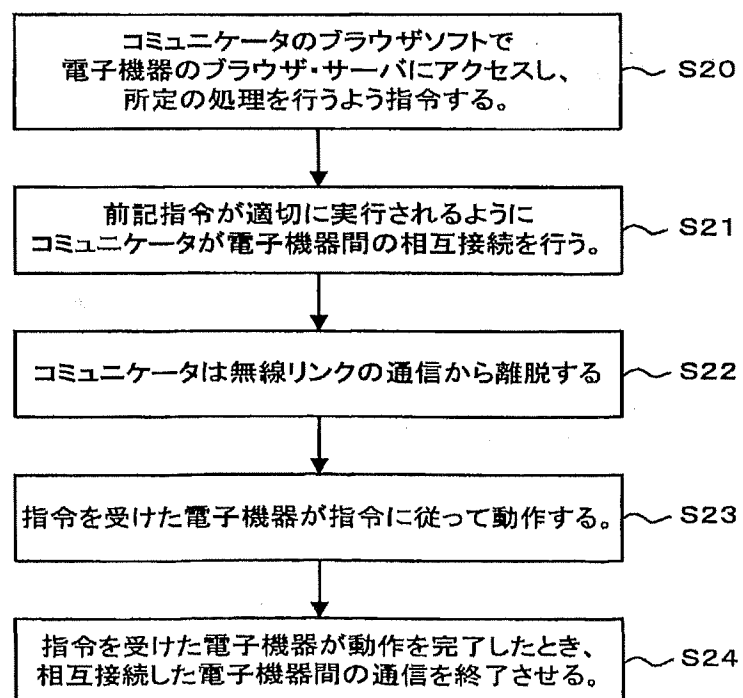 コミュニケータのブラウザソフトで
電子機器のブラウザ・サーバにアクセスし、
所定の処理を行うよう指令する。
S20
前記指令が適切に実行されるように
コミュニケータが電子機器間の相互接続を行う。
S21
コミュニケータは無線リンクの通信から離脱する
S22
指令を受けた電子機器が指令に従って動作する。
S23
指令を受けた電子機器が動作を完了したとき、
相互接続した電子機器間の通信を終了させる。
S24